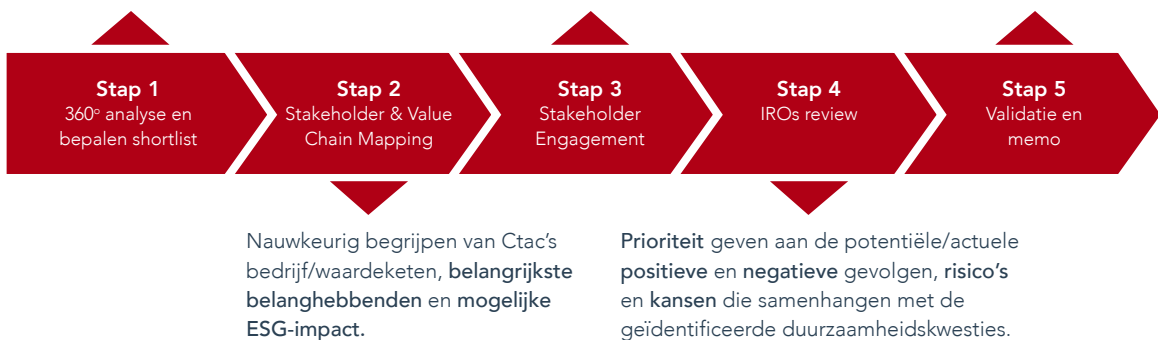 Stap 1
360° analyse en
bepalen shortlist
Stap 2
Stakeholder & Value
Chain Mapping
Stap 3
Stakeholder
Engagement
Stap 4
IROs review
Stap 5
Validatie en
memo
Nauwkeurig begrijpen van Ctac’s
bedrijf/waardeketen, belangrijkste
belanghebbenden en mogelijke
ESG-impact.
Prioriteit geven aan de potentiële/actuele
positieve en negatieve gevolgen, risico’s
en kansen die samenhangen met de
geïdentificeerde duurzaamheidskwesties.